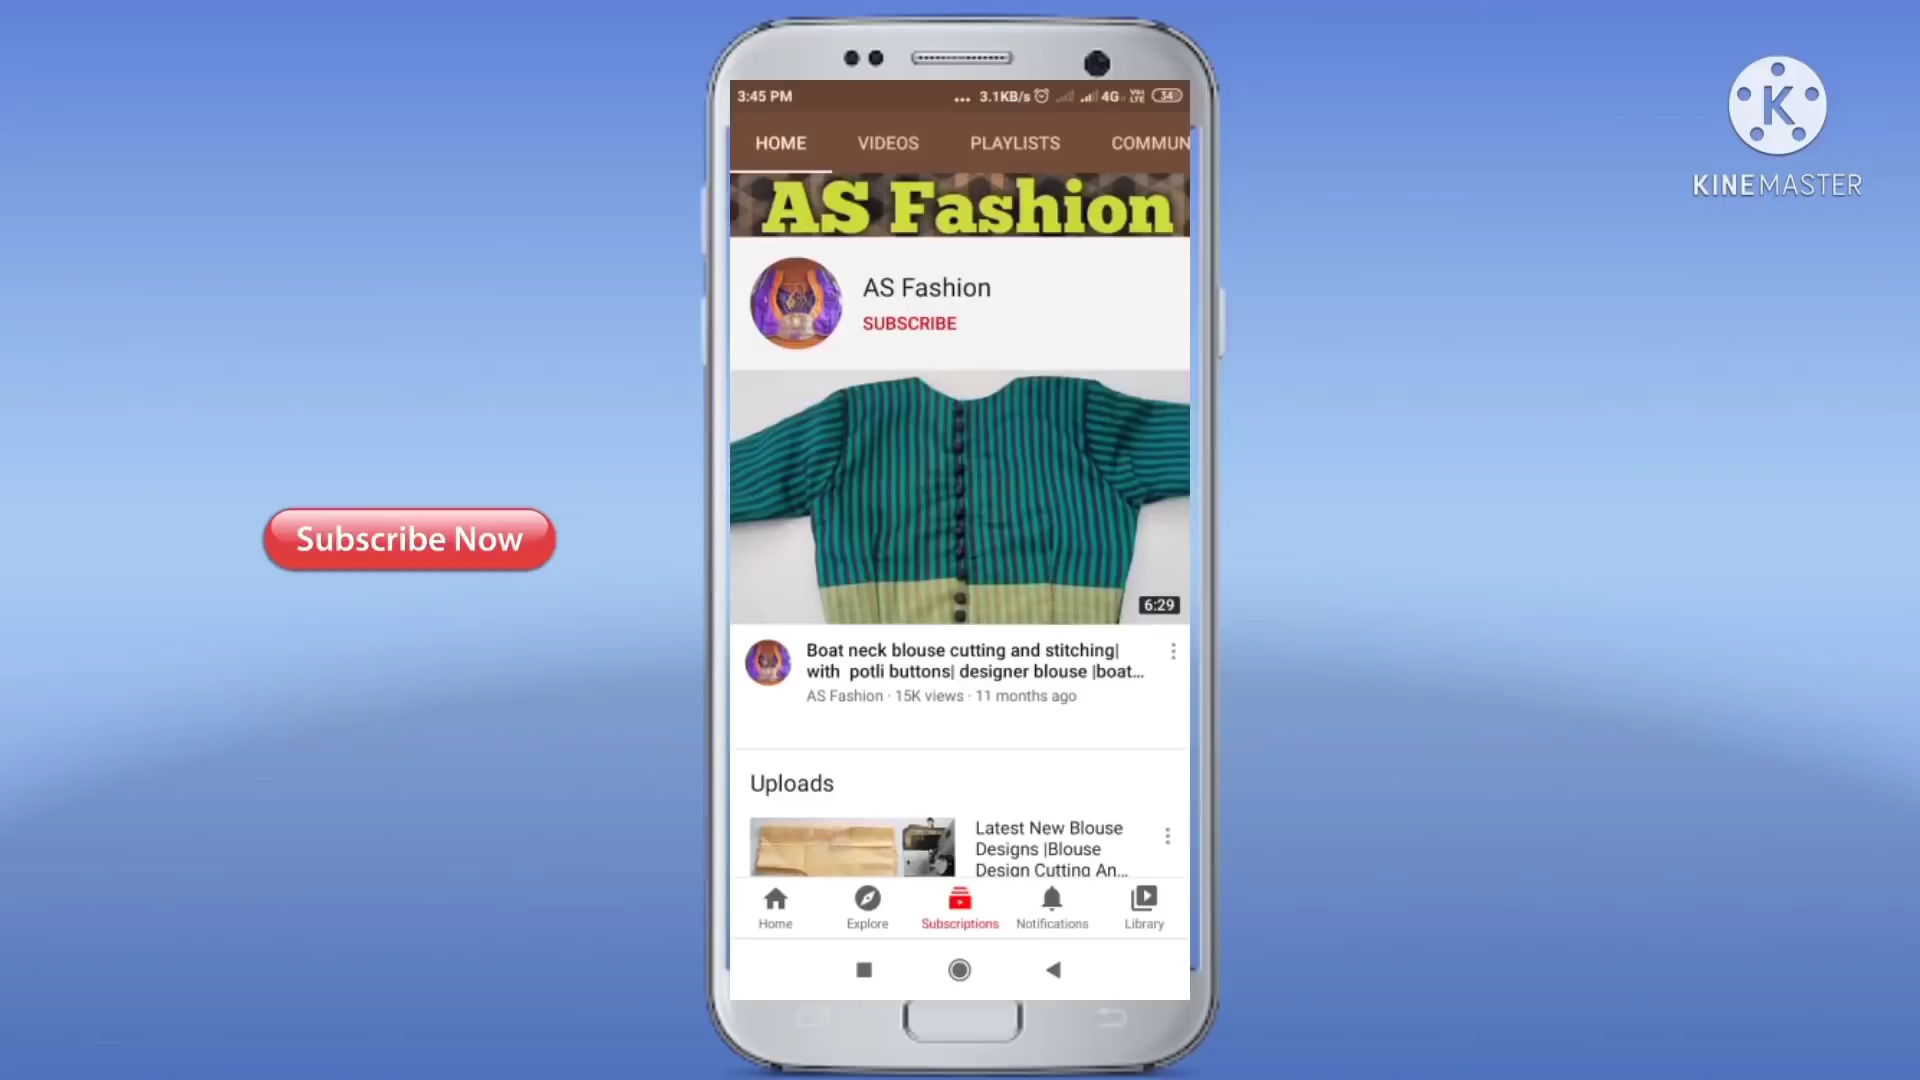 3:45 PM
... 3.1KB/s 4G Vo LTE 34
HOME VIDEOS PLAYLISTS COMMUN
AS Fashion
AS Fashion
SUBSCRIBE
6:29
Boat neck blouse cutting and stitching|
with potli buttons| designer blouse |boat...
AS Fashion · 15K views · 11 months ago
Uploads
Latest New Blouse
Designs |Blouse
Design Cutting An...
Home Explore Subscriptions Notifications Library
Subscribe Now
K
KINEMASTER